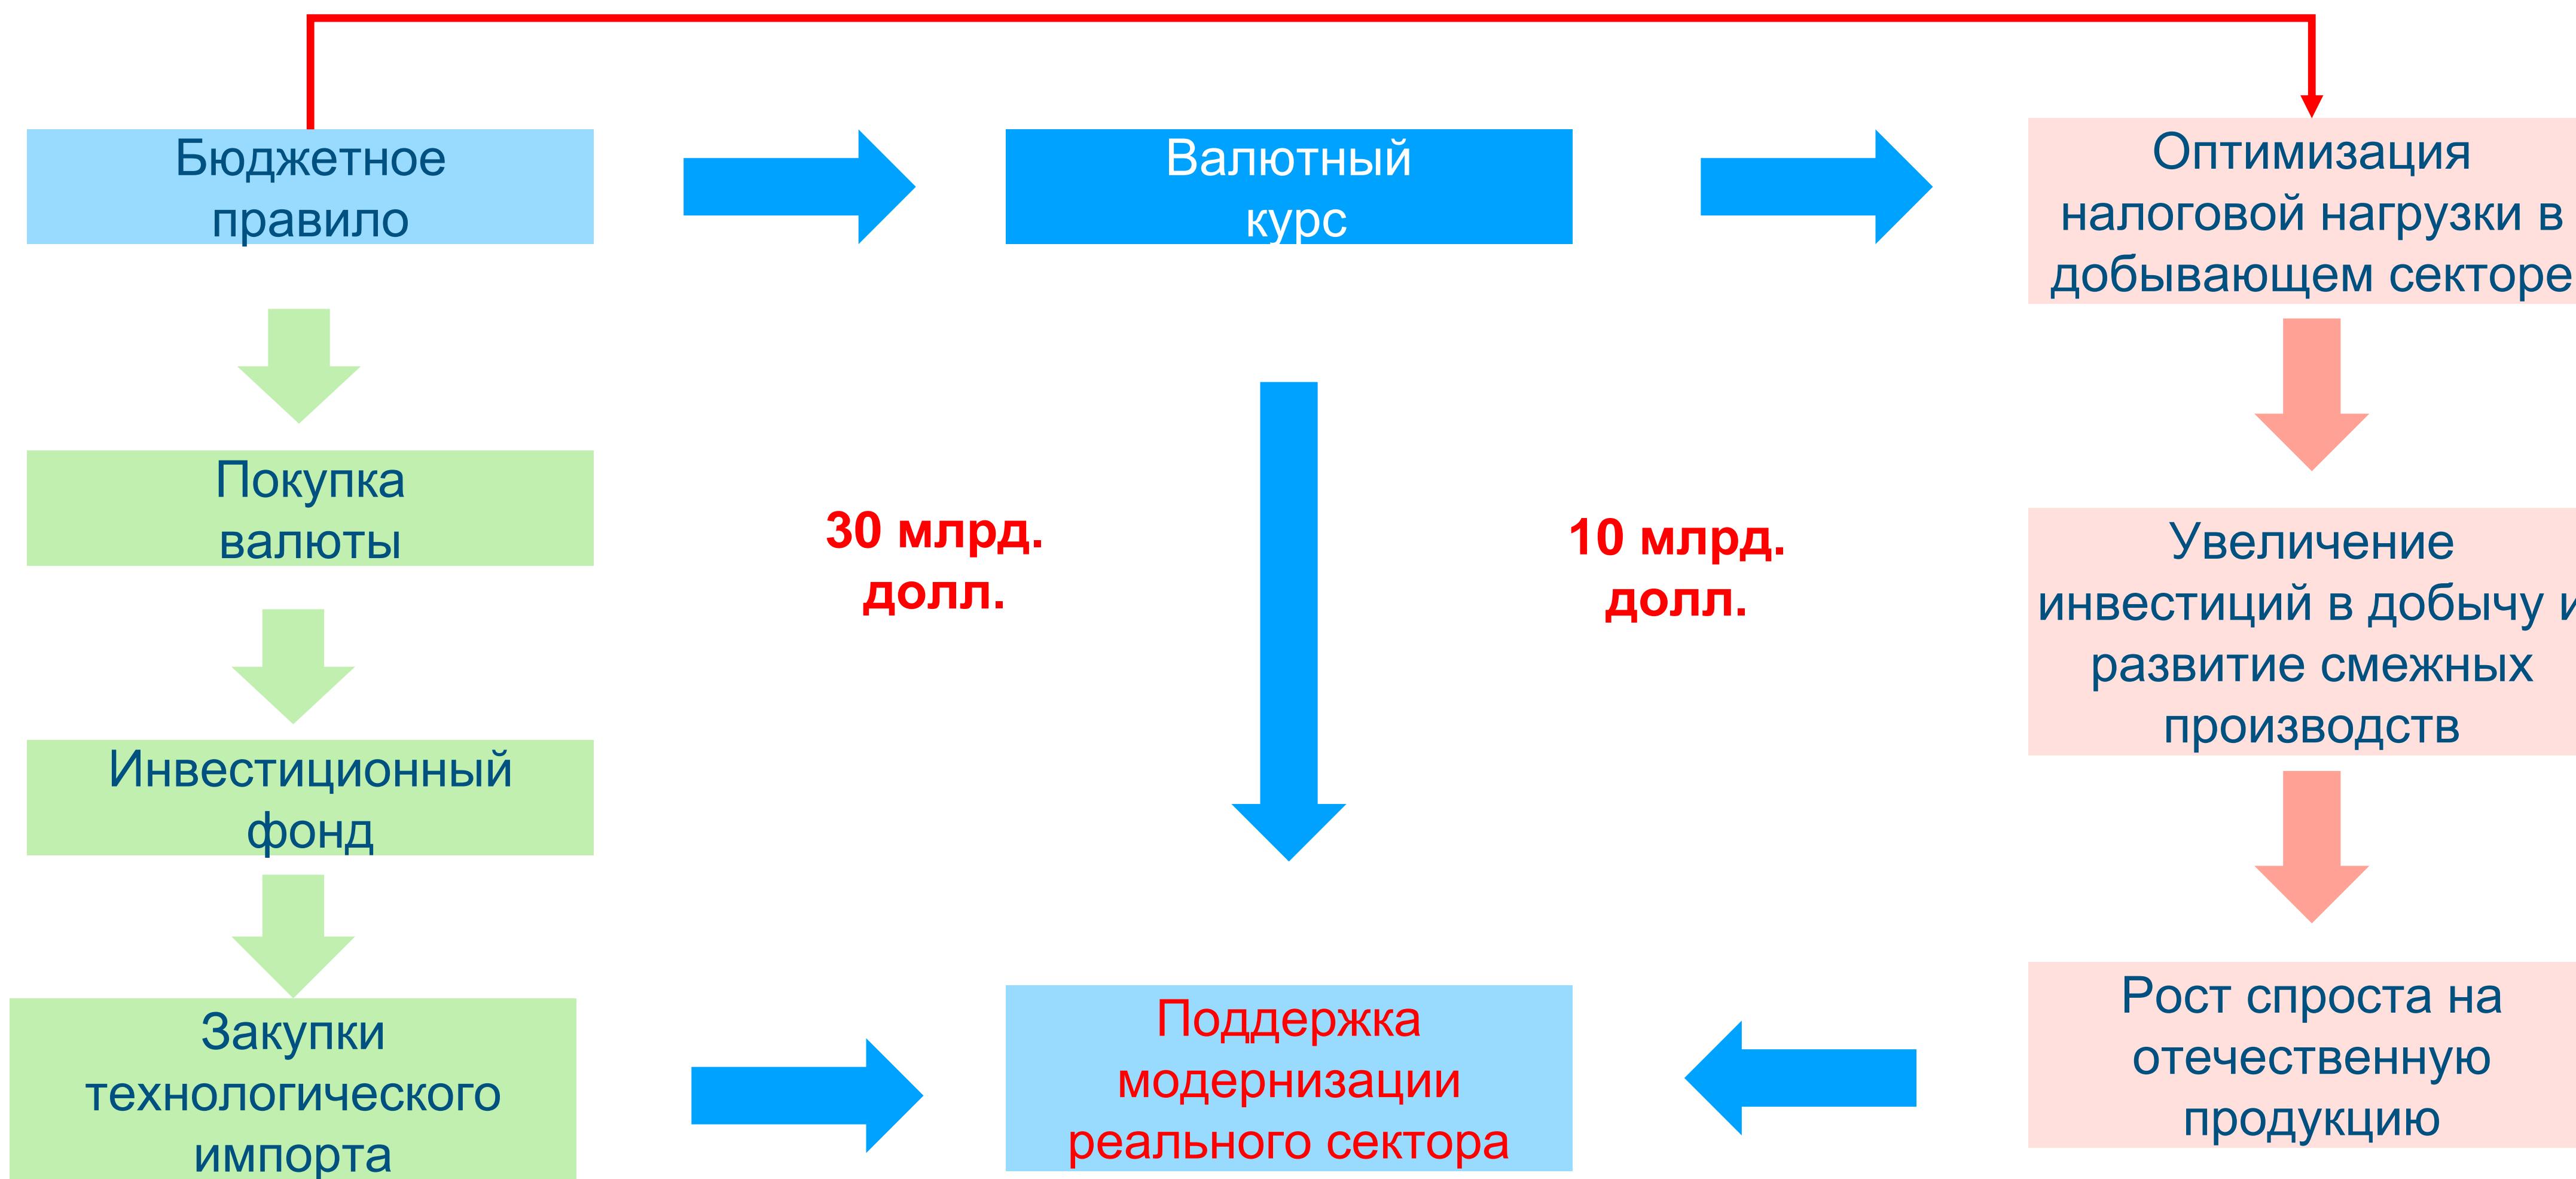 Бюджетное
правило
Валютный
курс
Оптимизация
налоговой нагрузки в
добывающем секторе
Покупка
валюты
30 млрд.
долл.
10 млрд.
долл.
Увеличение
инвестиций в добычу и
развитие смежных
производств
Инвестиционный
фонд
Закупки
технологического
импорта
Поддержка
модернизации
реального сектора
Рост спроса на
отечественную
продукцию